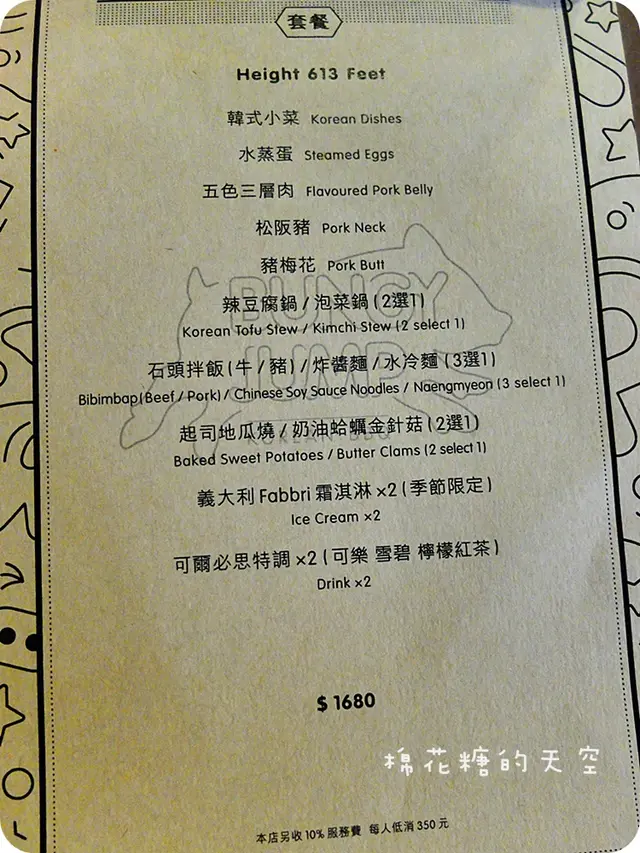 套餐
Height 613 Feet
韓式小菜 Korean Dishes
水蒸蛋 Steamed Eggs
五色三層肉 Flavoured Pork Belly
松阪豬 Pork Neck
豬梅花 Pork Butt
BUNGY
辣豆腐鍋 / 泡菜鍋 (2選1)
Korean Tofu Stew / Kimchi Stew (2 select 1)
JUMP
石頭拌飯(牛 / 豬) / 炸醬麵 / 水冷麵 (3選1)
Bibimbap(Beef / Pork) / Chinese Soy Sauce Noodles / Naengmyeon (3 select 1)
起司地瓜燒 / 奶油蛤蠣金針菇 (2選1)
KOREAN BBQ
Baked Sweet Potatoes / Butter Clams (2 select 1)
義大利 Fabbri 霜淇淋 ×2 ( 季節限定 )
Ice Cream ×2
可爾必思特調 ×2 ( 可樂 雪碧 檸檬紅茶 )
Drink ×2
$ 1680
棉花糖的天空
本店另收10% 服務費 每人低消 350 元